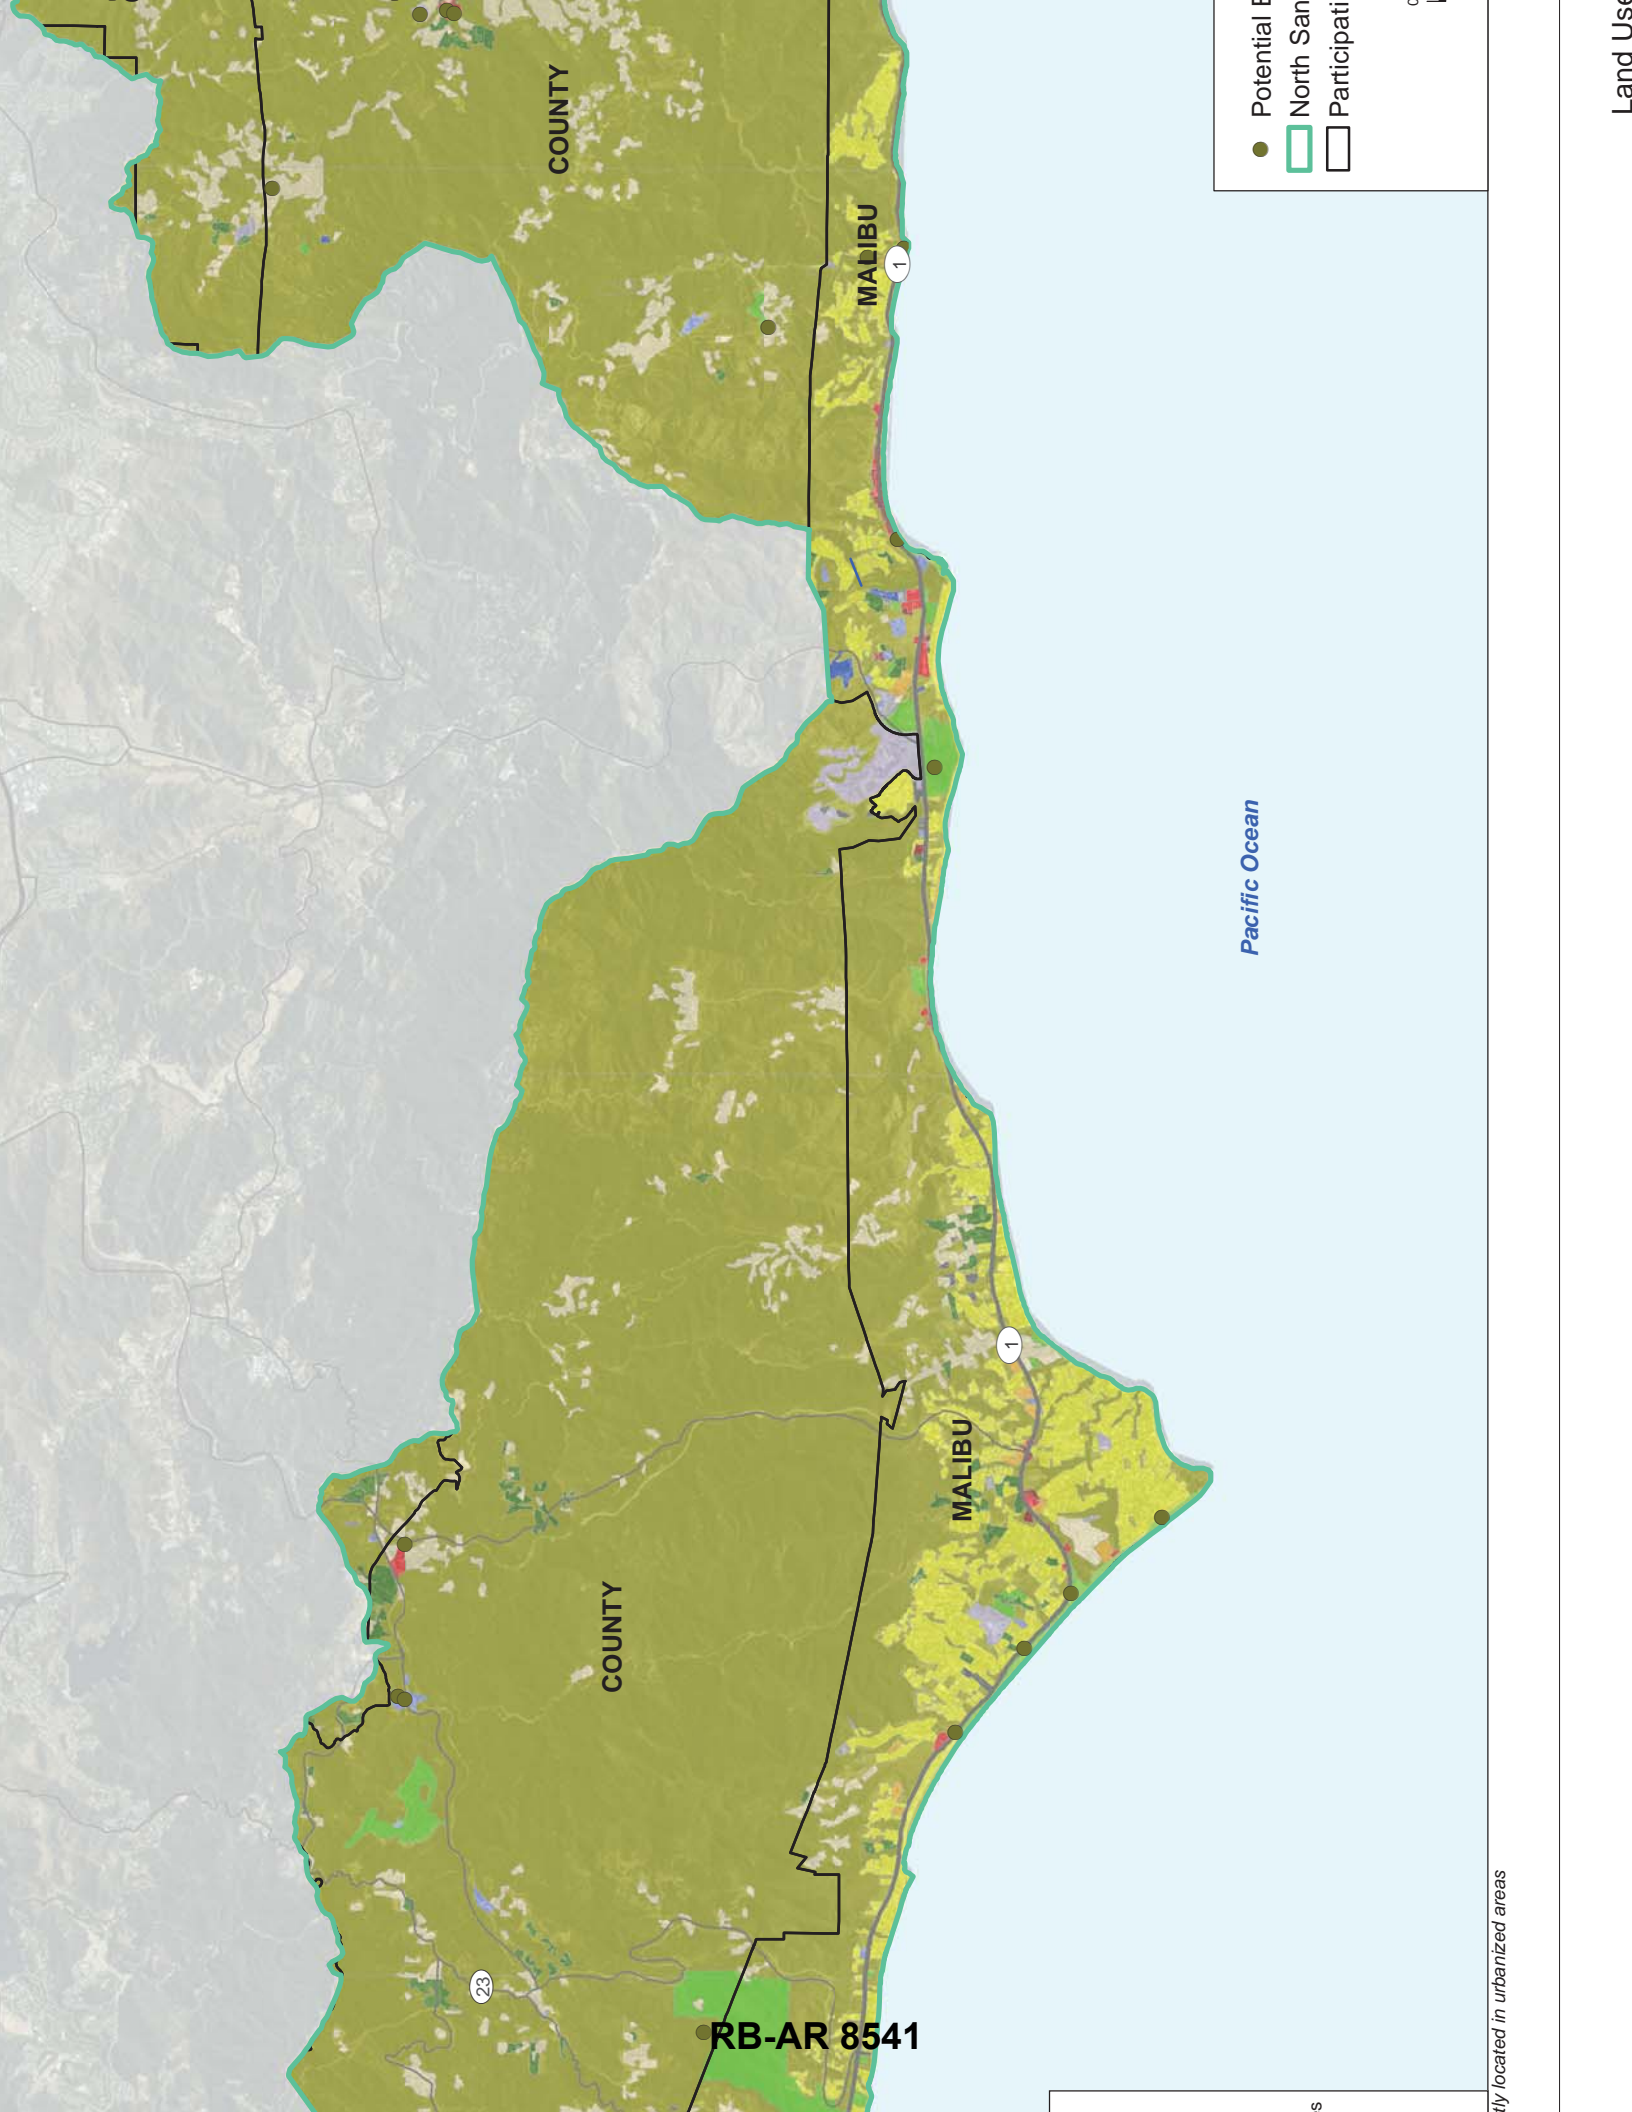 COUNTY
MALIBU
1
Potential
North San
Participati
0
Land Use
Pacific Ocean
1
MALIBU
COUNTY
23
RB-AR 8541
tly located in urbanized areas
s